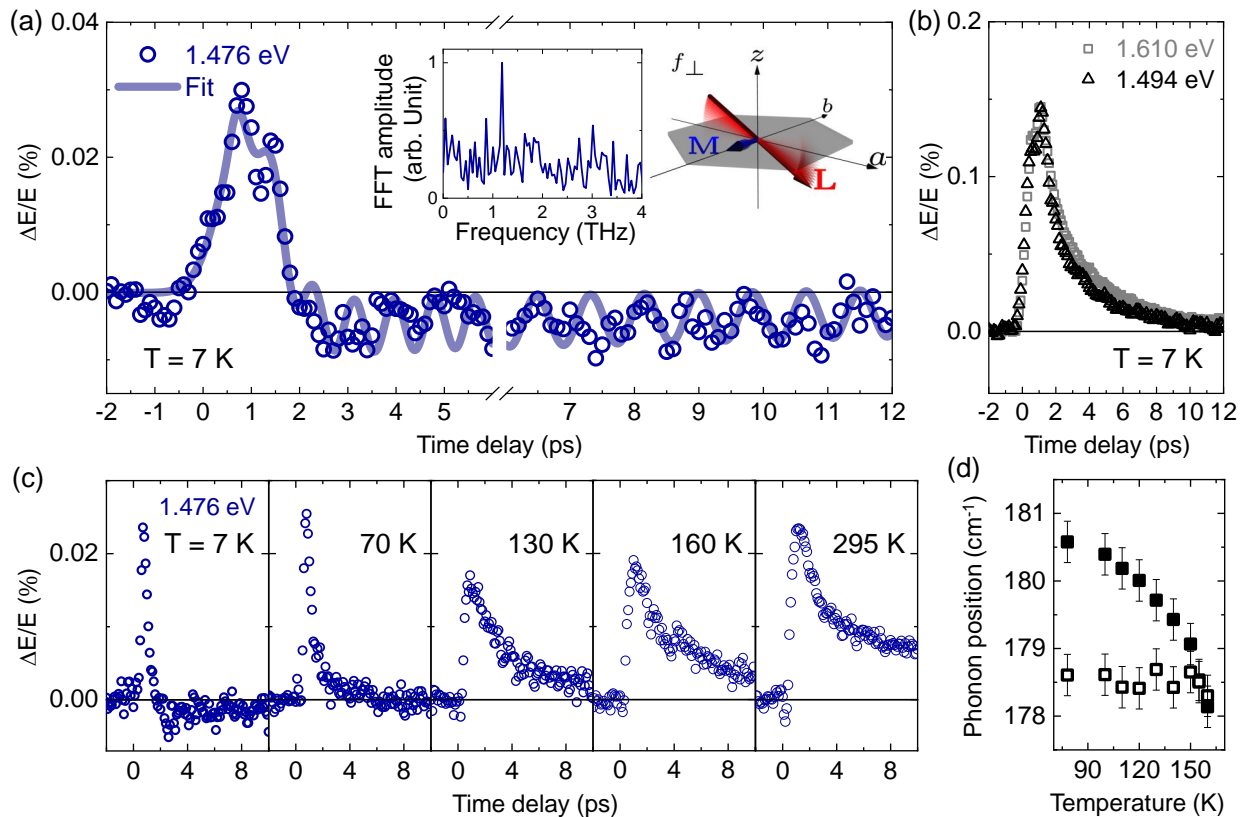 (a)
0.04
0.02
0.00
ΔE/E (%)
1.476 eV
Fit
T = 7 K
-2 -1 0 1 2 3 4 5 7 8 9 10 11 12
Time delay (ps)
FFT amplitude
(arb. Unit)
1
0
0 1 2 3 4
Frequency (THz)
f⊥
z
b
a
M
L
(b)
0.2
0.1
0.0
ΔE/E (%)
1.610 eV
1.494 eV
T = 7 K
-2 0 2 4 6 8 10 12
Time delay (ps)
(c)
0.02
0.00
ΔE/E (%)
1.476 eV
T = 7 K
70 K
130 K
160 K
295 K
0 4 8 0 4 8 0 4 8 0 4 8 0 4 8
Time delay (ps)
(d)
181
180
179
178
Phonon position (cm⁻¹)
90 120 150
Temperature (K)